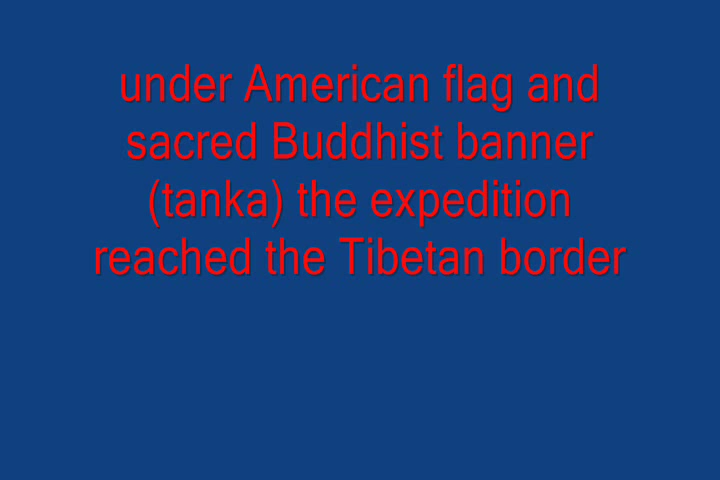 under American flag and
sacred Buddhist banner
(tanka) the expedition
reached the Tibetan border